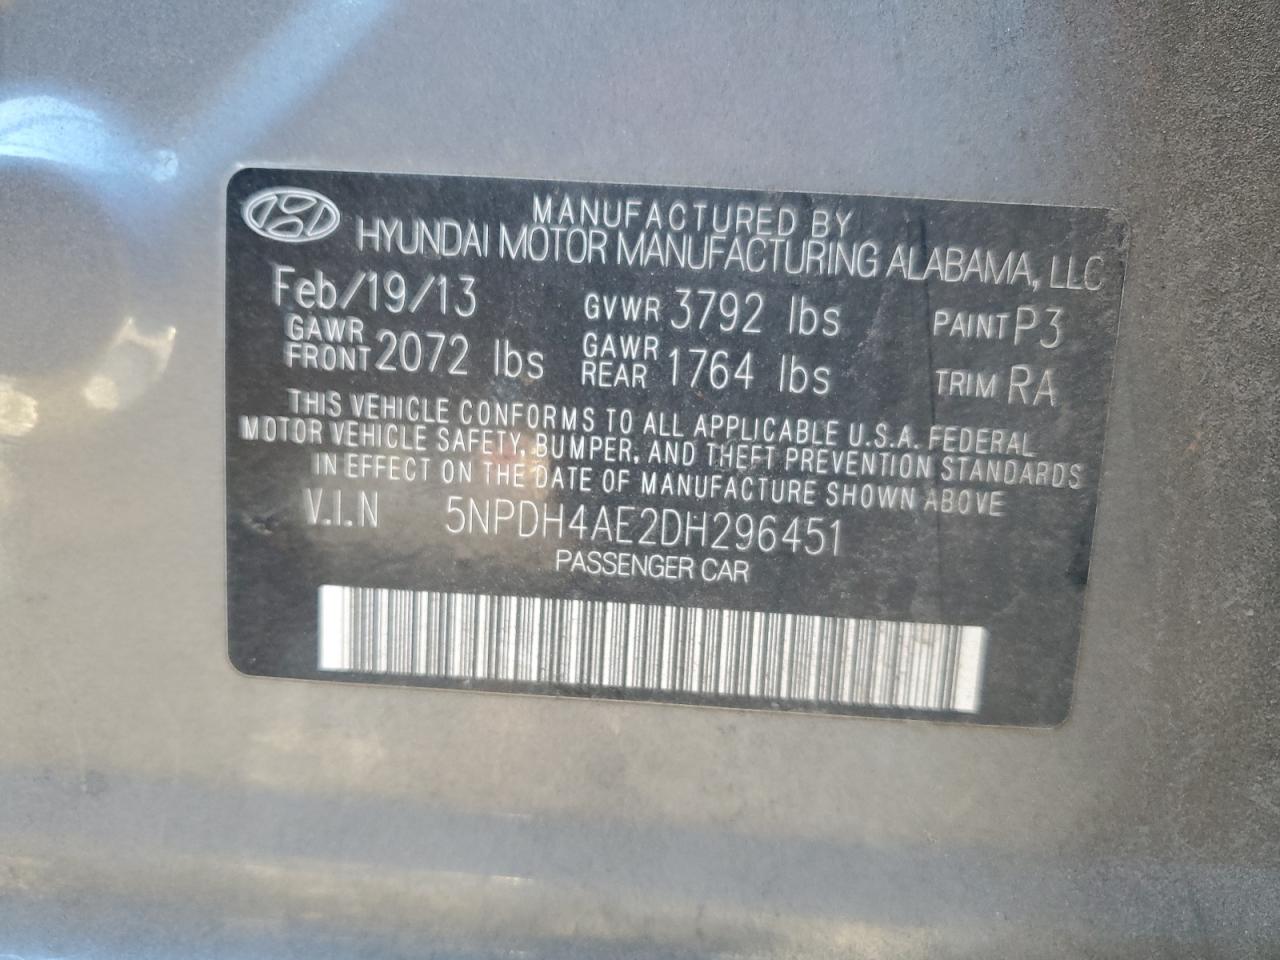 MANUFACTURED BY
HYUNDAI MOTOR MANUFACTURING ALABAMA, LLC
Feb/19/13 GVWR 3792 lbs PAINT P3
GAWR FRONT 2072 lbs GAWR REAR 1764 lbs TRIM RA
THIS VEHICLE CONFORMS TO ALL APPLICABLE U.S.A. FEDERAL
MOTOR VEHICLE SAFETY, BUMPER, AND THEFT PREVENTION STANDARDS
IN EFFECT ON THE DATE OF MANUFACTURE SHOWN ABOVE
V.I.N 5NPDH4AE2DH296451
PASSENGER CAR